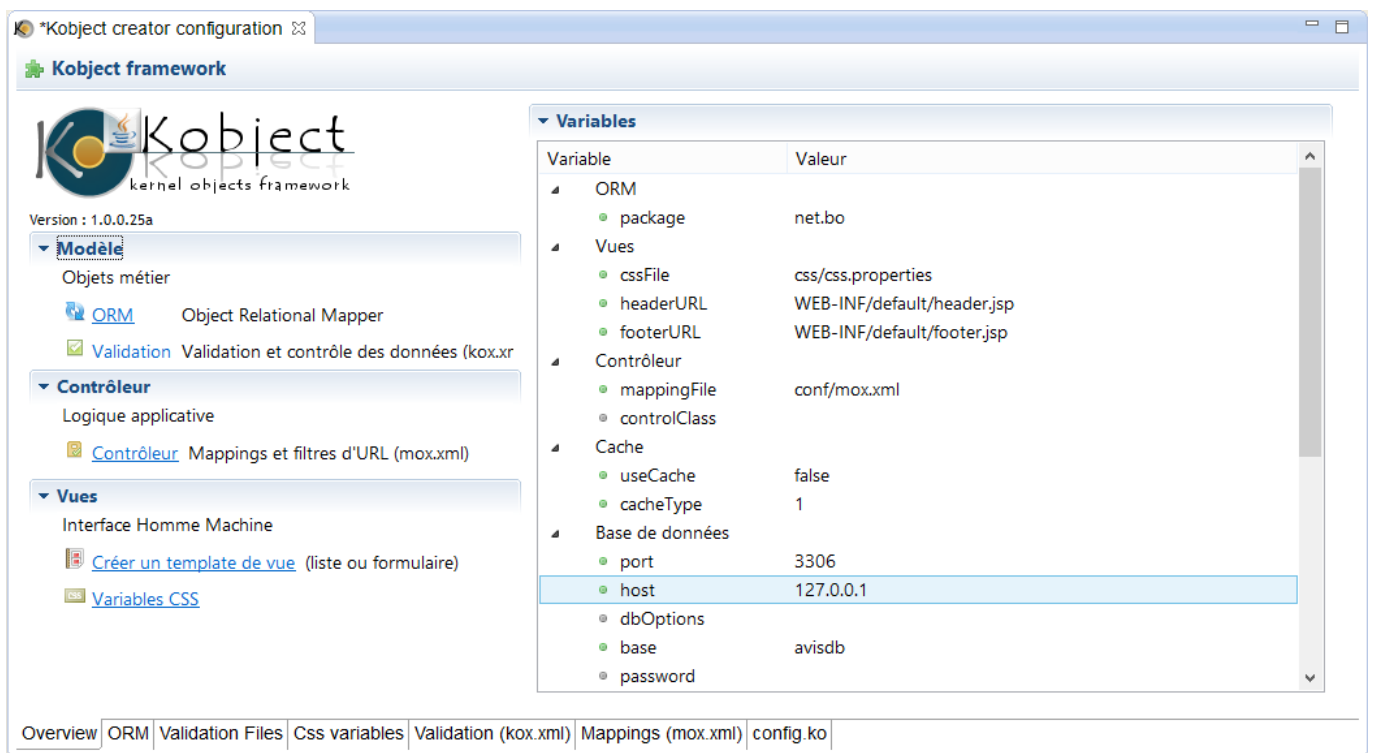 *Kobject creator configuration
Kobject framework
Kobject
kernel objects framework
Version : 1.0.0.25a
Modèle
Objets métier
ORM Object Relational Mapper
Validation Validation et contrôle des données (kox.xr
Contrôleur
Logique applicative
Contrôleur Mappings et filtres d'URL (mox.xml)
Vues
Interface Homme Machine
Créer un template de vue (liste ou formulaire)
CSS Variables CSS
Variables
Variable Valeur
ORM
package net.bo
Vues
cssFile css/css.properties
headerURL WEB-INF/default/header.jsp
footerURL WEB-INF/default/footer.jsp
Contrôleur
mappingFile conf/mox.xml
controlClass
Cache
useCache false
cacheType 1
Base de données
port 3306
host 127.0.0.1
dbOptions
base avisdb
password
Overview ORM Validation Files Css variables Validation (kox.xml) Mappings (mox.xml) config.ko